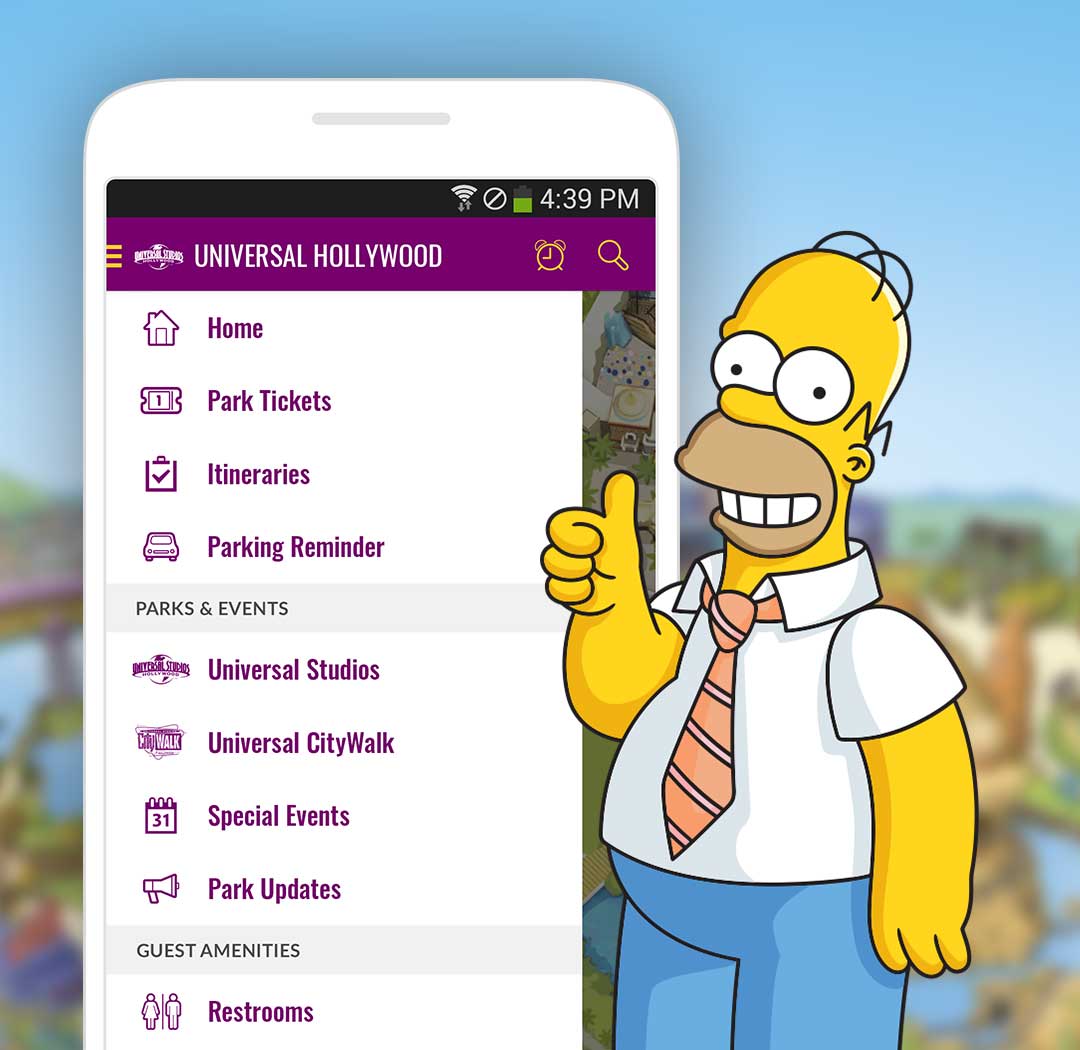 4:39 PM
UNIVERSAL STUDIOS
HOLLYWOOD
UNIVERSAL HOLLYWOOD
Home
1
Park Tickets
Itineraries
Parking Reminder
PARKS & EVENTS
UNIVERSAL STUDIOS
HOLLYWOOD
Universal Studios
CITYWALK
Universal CityWalk
31
Special Events
Park Updates
GUEST AMENITIES
Restrooms